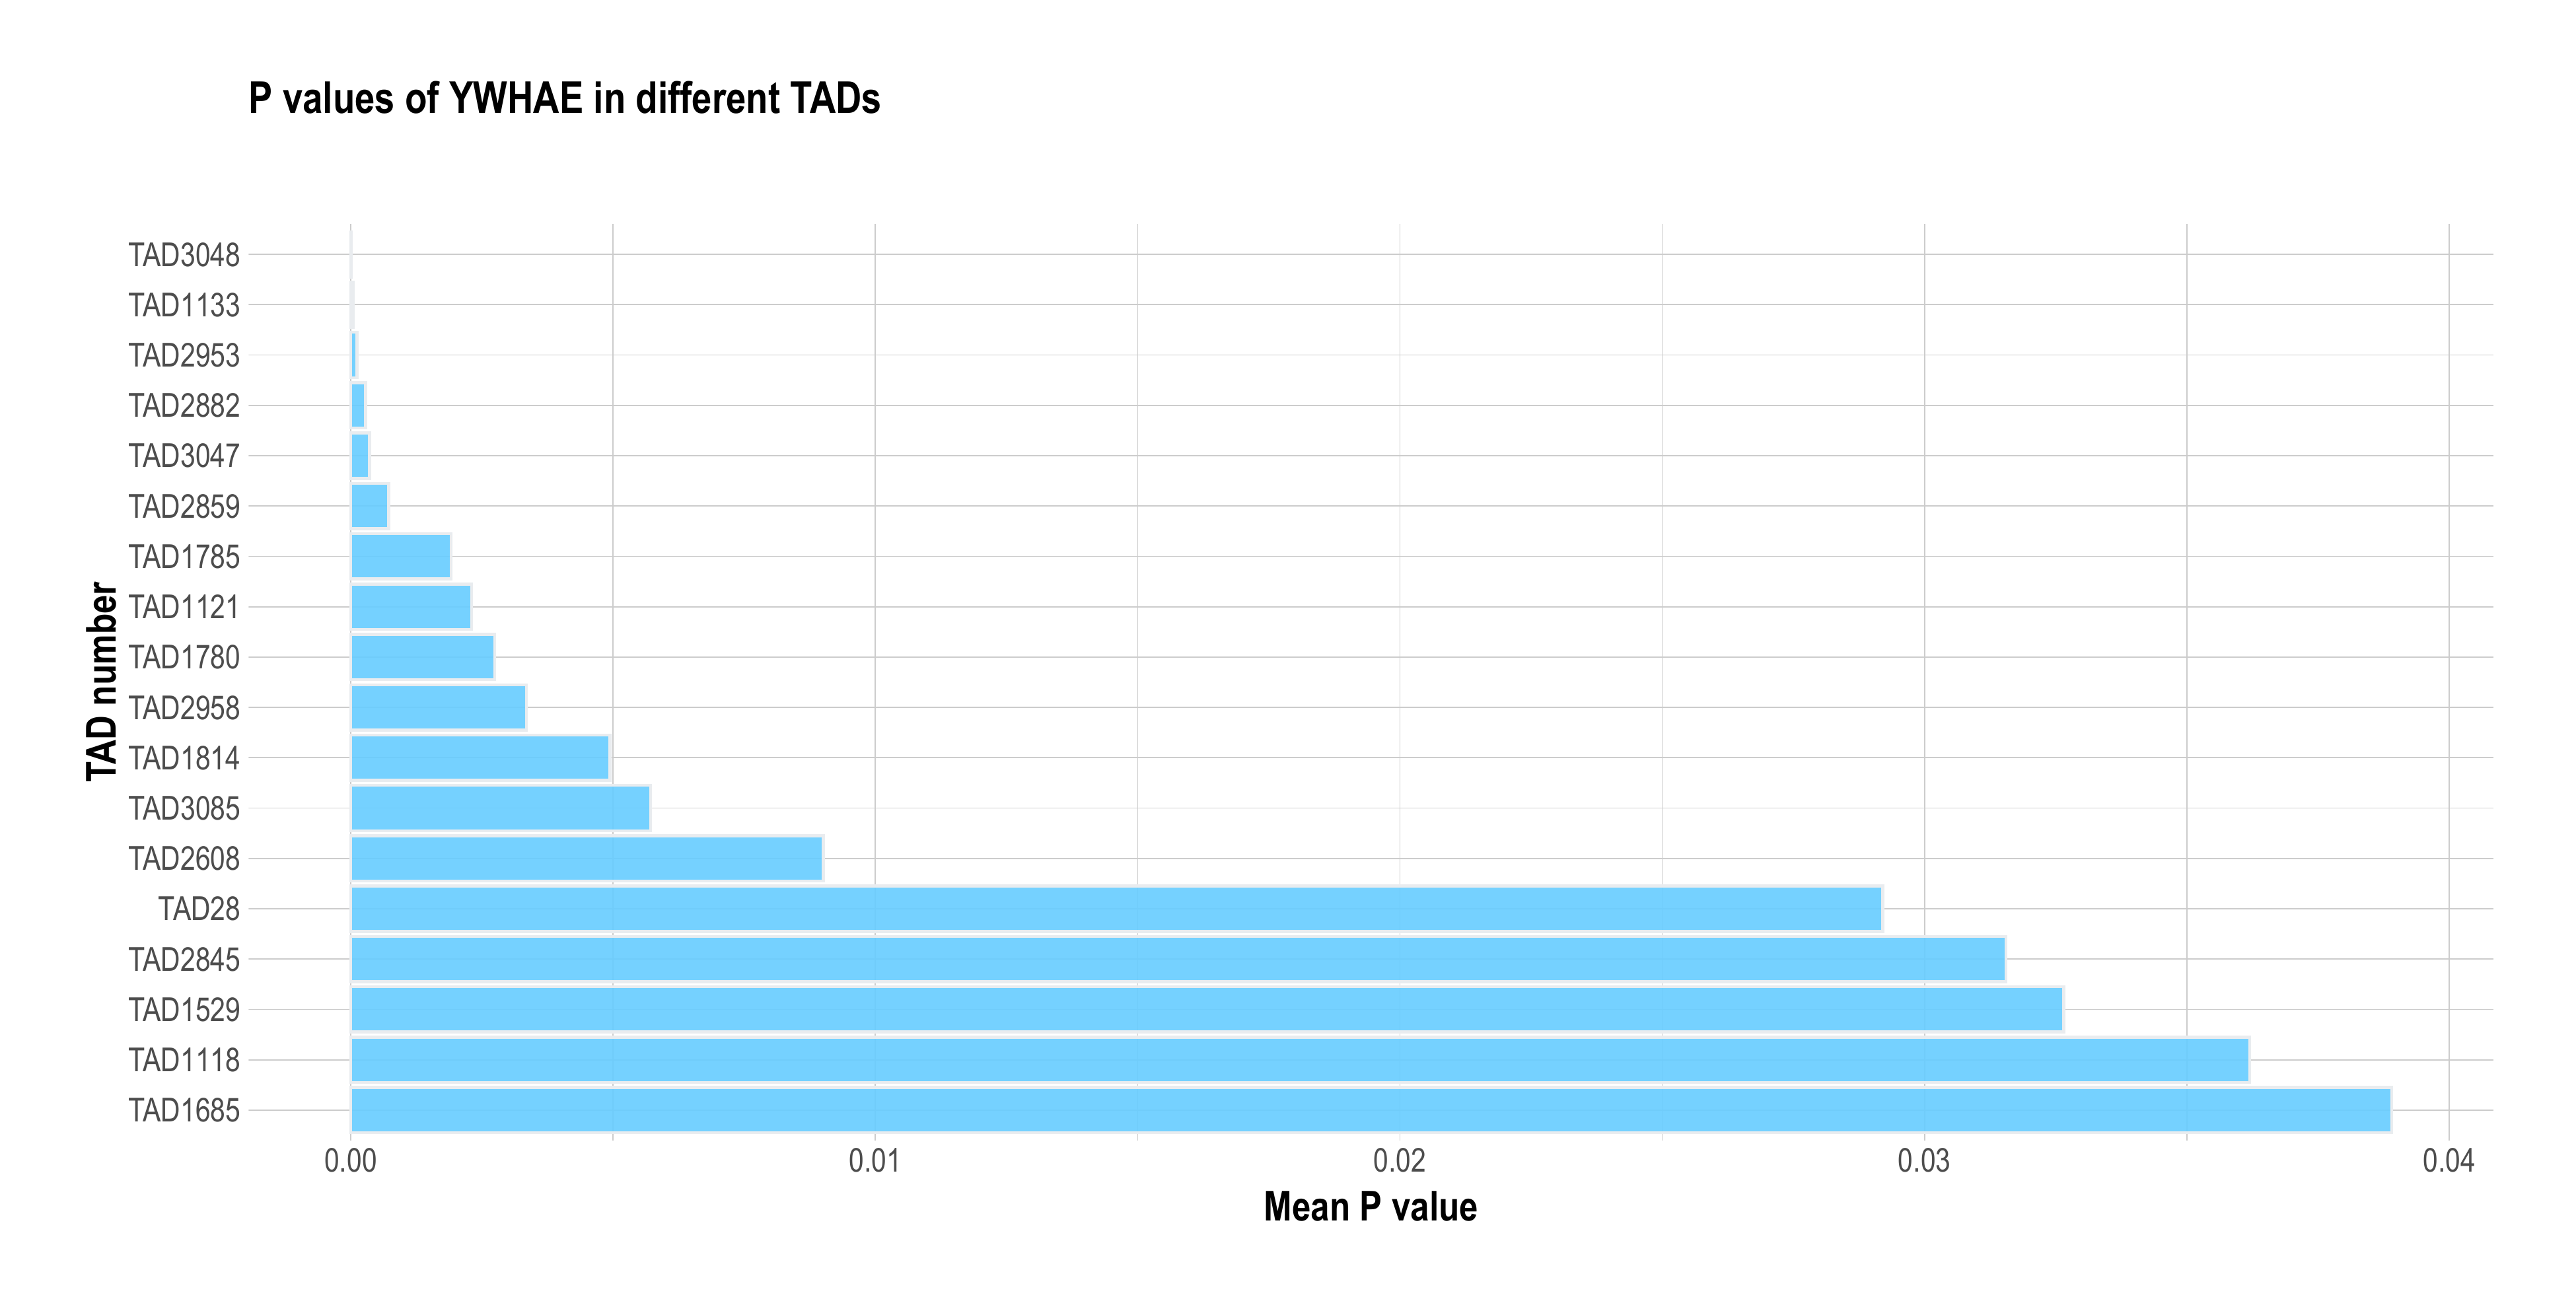 P values of YWHAE in different TADs
TAD number
TAD3048
TAD1133
TAD2953
TAD2882
TAD3047
TAD2859
TAD1785
TAD1121
TAD1780
TAD2958
TAD1814
TAD3085
TAD2608
TAD28
TAD2845
TAD1529
TAD1118
TAD1685
0.00 0.01 0.02 0.03 0.04
Mean P value